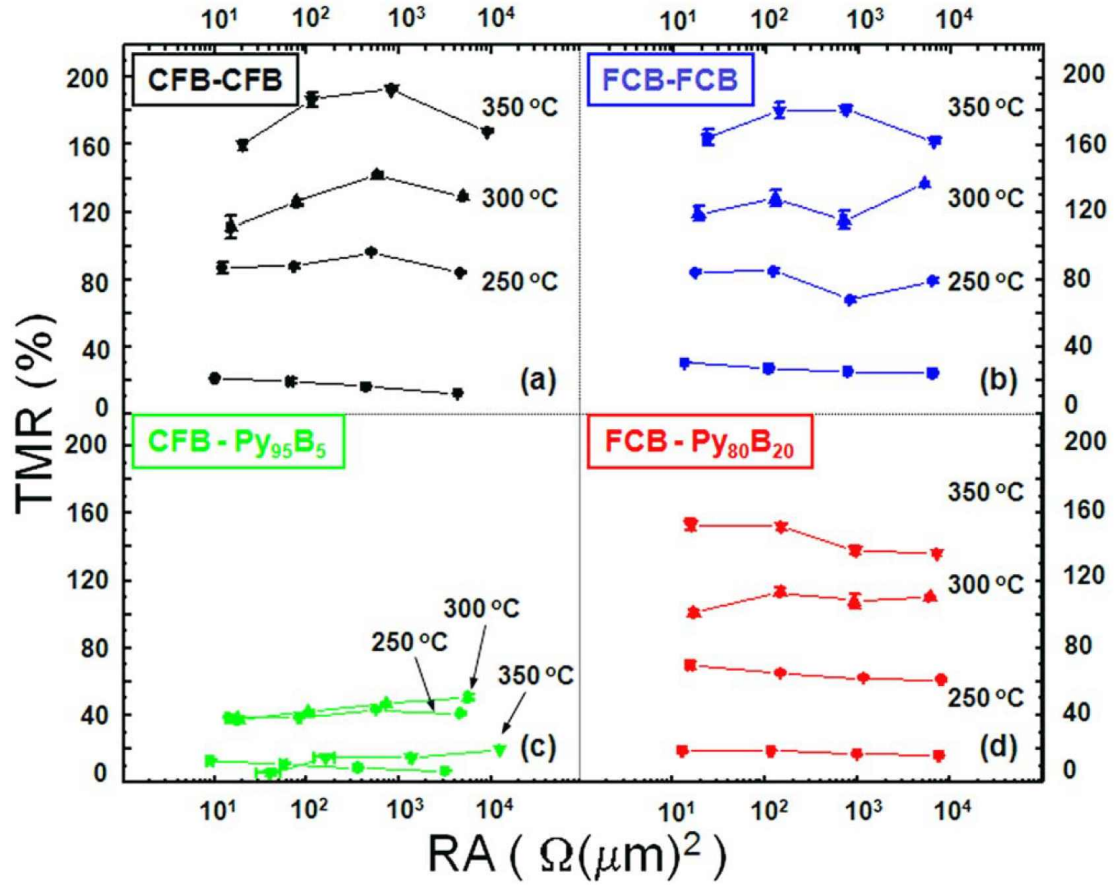 10¹ 10² 10³ 10⁴ 10¹ 10² 10³ 10⁴
200 CFB-CFB 350 °C FCB-FCB 350 °C 200
160 160
300 °C 300 °C
120 120
250 °C 250 °C
80 80
40 40
(a) (b)
0 0
CFB - Py₉₅B₅ FCB - Py₈₀B₂₀
200 200
350 °C
160 160
120 120
300 °C 300 °C
250 °C
80 350 °C 80
250 °C
40 40
(c) (d)
0 0
10¹ 10² 10³ 10⁴ 10¹ 10² 10³ 10⁴
TMR (%)
RA ( Ω(μm)²)